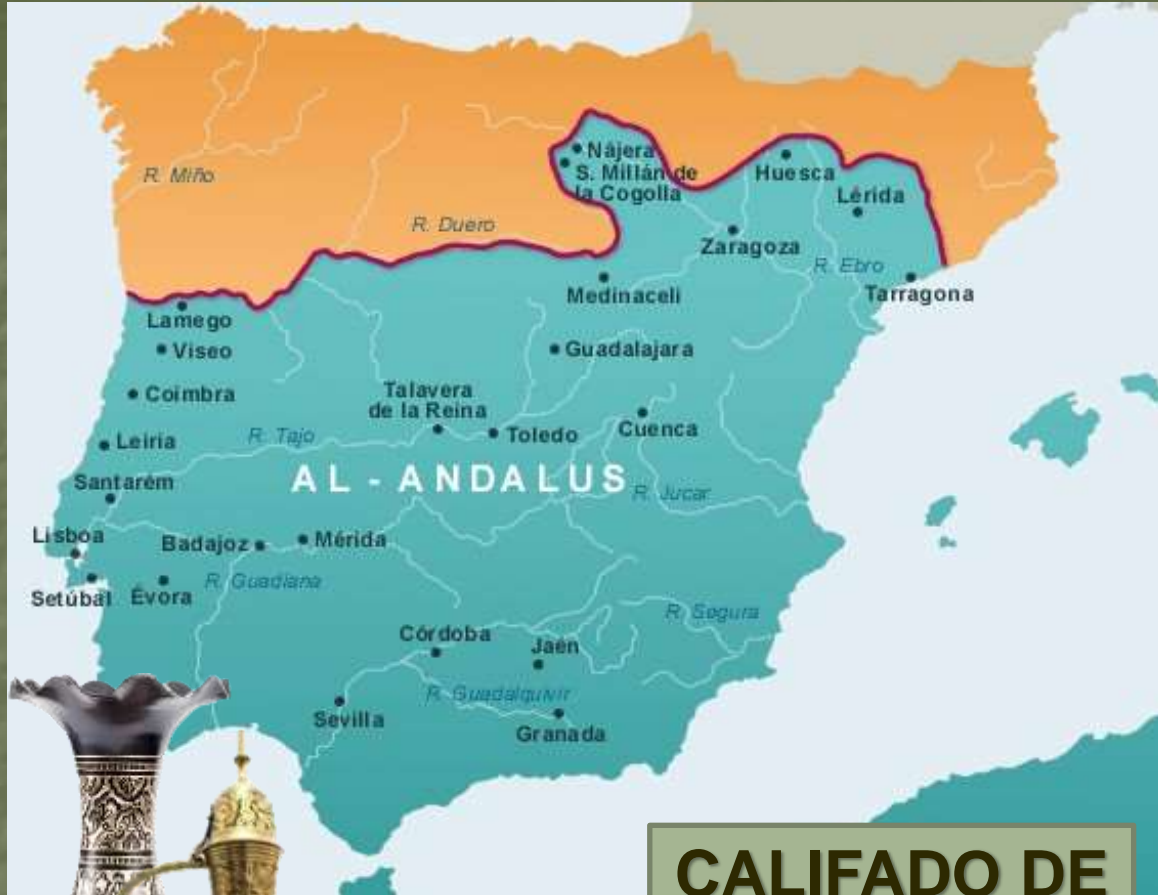 Nájera
S. Millán de
la Cogolla
Huesca
R. Miño
Lérida
R. Duero
Zaragoza
R. Ebro
Medinaceli
Tarragona
Lamego
Viseo
Guadalajara
Coimbra
Talavera
de la Reina
Leiria
R. Tajo
Toledo
Cuenca
Santarém
AL - ANDALUS
R. Jucar
Lisboa
Badajoz
Mérida
Setúbal
Évora
R. Guadiana
R. Segura
Córdoba
Jaén
R. Guadalquivir
Sevilla
Granada
CALIFADO DE